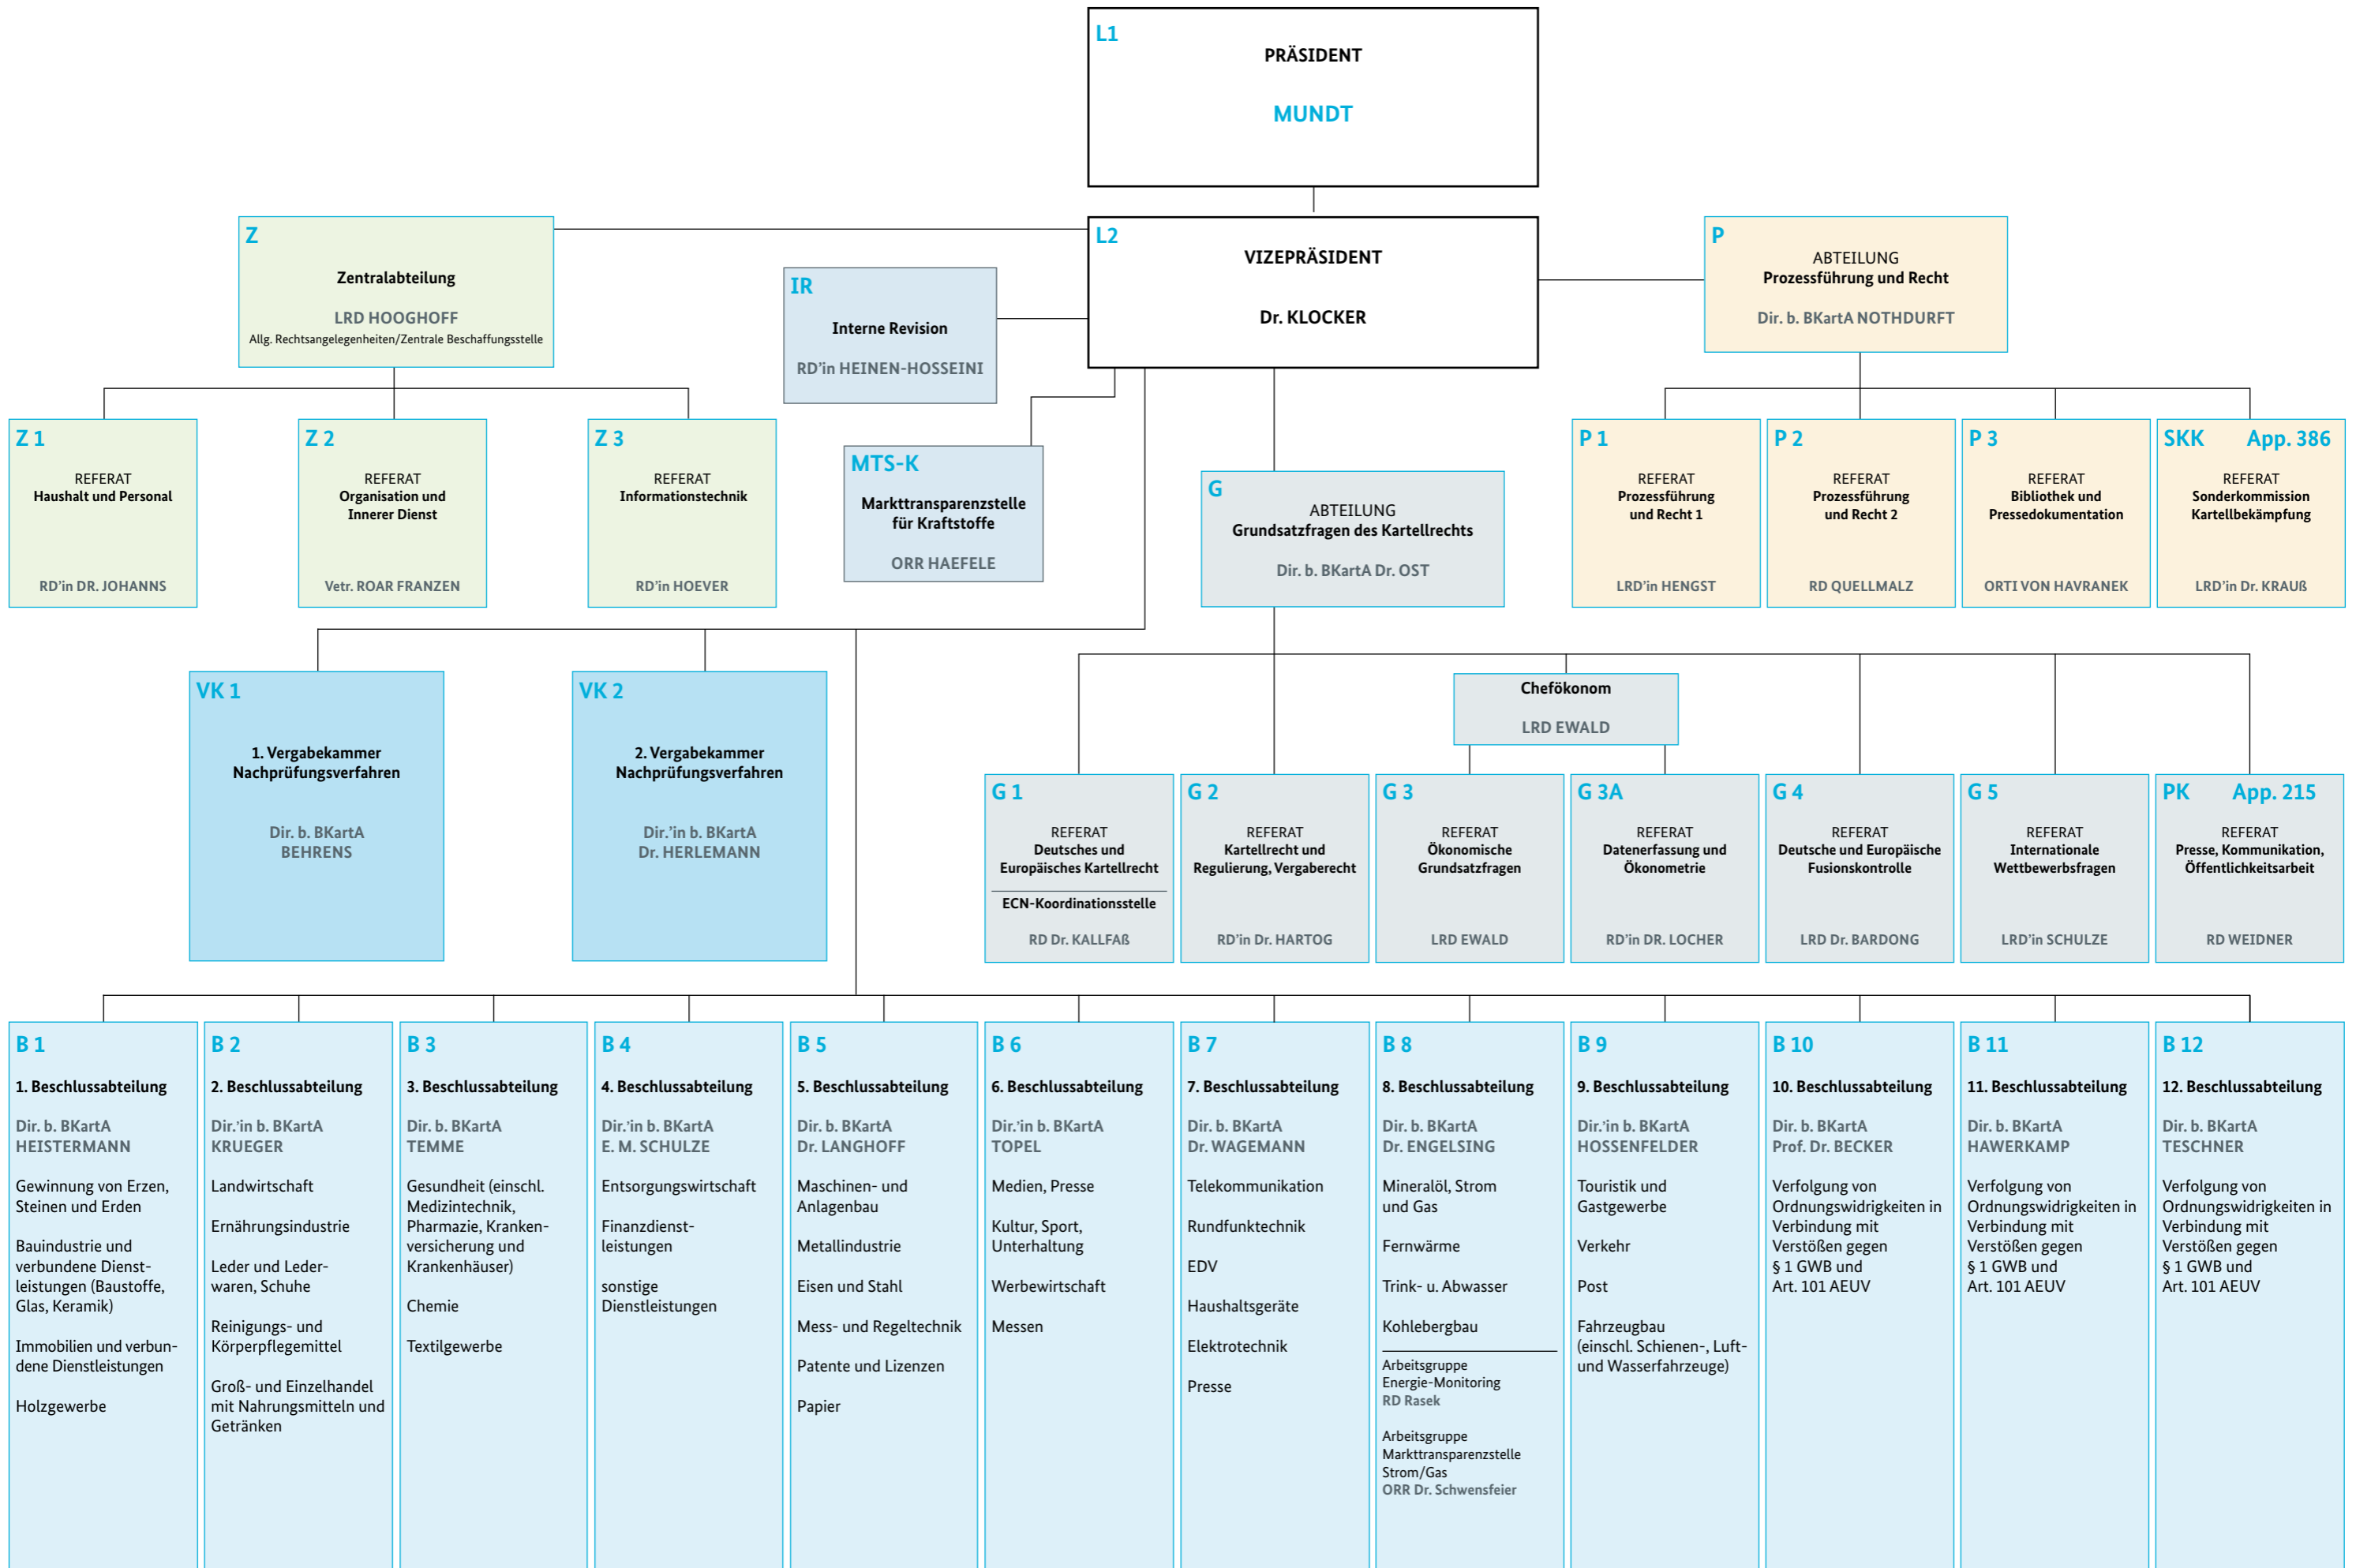 L1
PRÄSIDENT
MUNDT
Z
Zentralabteilung
LRD HOOGHOFF
Allg. Rechtsangelegenheiten/Zentrale Beschaffungsstelle
IR
Interne Revision
RD’in HEINEN-HOSSEINI
L2
VIZEPRÄSIDENT
Dr. KLOCKER
P
ABTEILUNG
Prozessführung und Recht
Dir. b. BKartA NOTHDURFT
Z 1
REFERAT
Haushalt und Personal
RD’in DR. JOHANNS
Z 2
REFERAT
Organisation und
Innerer Dienst
Vetr. ROAR FRANZEN
Z 3
REFERAT
Informationstechnik
RD’in HOEVER
MTS-K
Markttransparenzstelle
für Kraftstoffe
ORR HAEFELE
G
ABTEILUNG
Grundsatzfragen des Kartellrechts
Dir. b. BKartA Dr. OST
P 1
REFERAT
Prozessführung
und Recht 1
LRD’in HENGST
P 2
REFERAT
Prozessführung
und Recht 2
RD QUELLMALZ
P 3
REFERAT
Bibliothek und
Pressedokumentation
ORTI VON HAVRANEK
SKK App. 386
REFERAT
Sonderkommission
Kartellbekämpfung
LRD’in Dr. KRAUß
VK 1
1. Vergabekammer
Nachprüfungsverfahren
Dir. b. BKartA
BEHRENS
VK 2
2. Vergabekammer
Nachprüfungsverfahren
Dir.’in b. BKartA
Dr. HERLEMANN
Chefökonom
LRD EWALD
G 1
REFERAT
Deutsches und
Europäisches Kartellrecht
ECN-Koordinationsstelle
RD Dr. KALLFAß
G 2
REFERAT
Kartellrecht und
Regulierung, Vergaberecht
RD’in Dr. HARTOG
G 3
REFERAT
Ökonomische
Grundsatzfragen
LRD EWALD
G 3A
REFERAT
Datenerfassung und
Ökonometrie
RD’in DR. LOCHER
G 4
REFERAT
Deutsche und Europäische
Fusionskontrolle
LRD Dr. BARDONG
G 5
REFERAT
Internationale
Wettbewerbsfragen
LRD’in SCHULZE
PK App. 215
REFERAT
Presse, Kommunikation,
Öffentlichkeitsarbeit
RD WEIDNER
B 1
1. Beschlussabteilung
Dir. b. BKartA
HEISTERMANN
Gewinnung von Erzen,
Steinen und Erden
Bauindustrie und
verbundene Dienst-
leistungen (Baustoffe,
Glas, Keramik)
Immobilien und verbun-
dene Dienstleistungen
Holzgewerbe
B 2
2. Beschlussabteilung
Dir.’in b. BKartA
KRUEGER
Landwirtschaft
Ernährungsindustrie
Leder und Leder-
waren, Schuhe
Reinigungs- und
Körperpflegemittel
Groß- und Einzelhandel
mit Nahrungsmitteln und
Getränken
B 3
3. Beschlussabteilung
Dir. b. BKartA
TEMME
Gesundheit (einschl.
Medizintechnik,
Pharmazie, Kranken-
versicherung und
Krankenhäuser)
Chemie
Textilgewerbe
B 4
4. Beschlussabteilung
Dir.’in b. BKartA
E. M. SCHULZE
Entsorgungswirtschaft
Finanzdienst-
leistungen
sonstige
Dienstleistungen
B 5
5. Beschlussabteilung
Dir. b. BKartA
Dr. LANGHOFF
Maschinen- und
Anlagenbau
Metallindustrie
Eisen und Stahl
Mess- und Regeltechnik
Patente und Lizenzen
Papier
B 6
6. Beschlussabteilung
Dir.’in b. BKartA
TOPEL
Medien, Presse
Kultur, Sport,
Unterhaltung
Werbewirtschaft
Messen
B 7
7. Beschlussabteilung
Dir. b. BKartA
Dr. WAGEMANN
Telekommunikation
Rundfunktechnik
EDV
Haushaltsgeräte
Elektrotechnik
Presse
B 8
8. Beschlussabteilung
Dir. b. BKartA
Dr. ENGELSING
Mineralöl, Strom
und Gas
Fernwärme
Trink- u. Abwasser
Kohlebergbau
Arbeitsgruppe
Energie-Monitoring
RD Rasek
Arbeitsgruppe
Markttransparenzstelle
Strom/Gas
ORR Dr. Schwensfeier
B 9
9. Beschlussabteilung
Dir.’in b. BKartA
HOSSENFELDER
Touristik und
Gastgewerbe
Verkehr
Post
Fahrzeugbau
(einschl. Schienen-, Luft-
und Wasserfahrzeuge)
B 10
10. Beschlussabteilung
Dir. b. BKartA
Prof. Dr. BECKER
Verfolgung von
Ordnungswidrigkeiten in
Verbindung mit
Verstößen gegen
§ 1 GWB und
Art. 101 AEUV
B 11
11. Beschlussabteilung
Dir. b. BKartA
HAWERKAMP
Verfolgung von
Ordnungswidrigkeiten in
Verbindung mit
Verstößen gegen
§ 1 GWB und
Art. 101 AEUV
B 12
12. Beschlussabteilung
Dir. b. BKartA
TESCHNER
Verfolgung von
Ordnungswidrigkeiten in
Verbindung mit
Verstößen gegen
§ 1 GWB und
Art. 101 AEUV